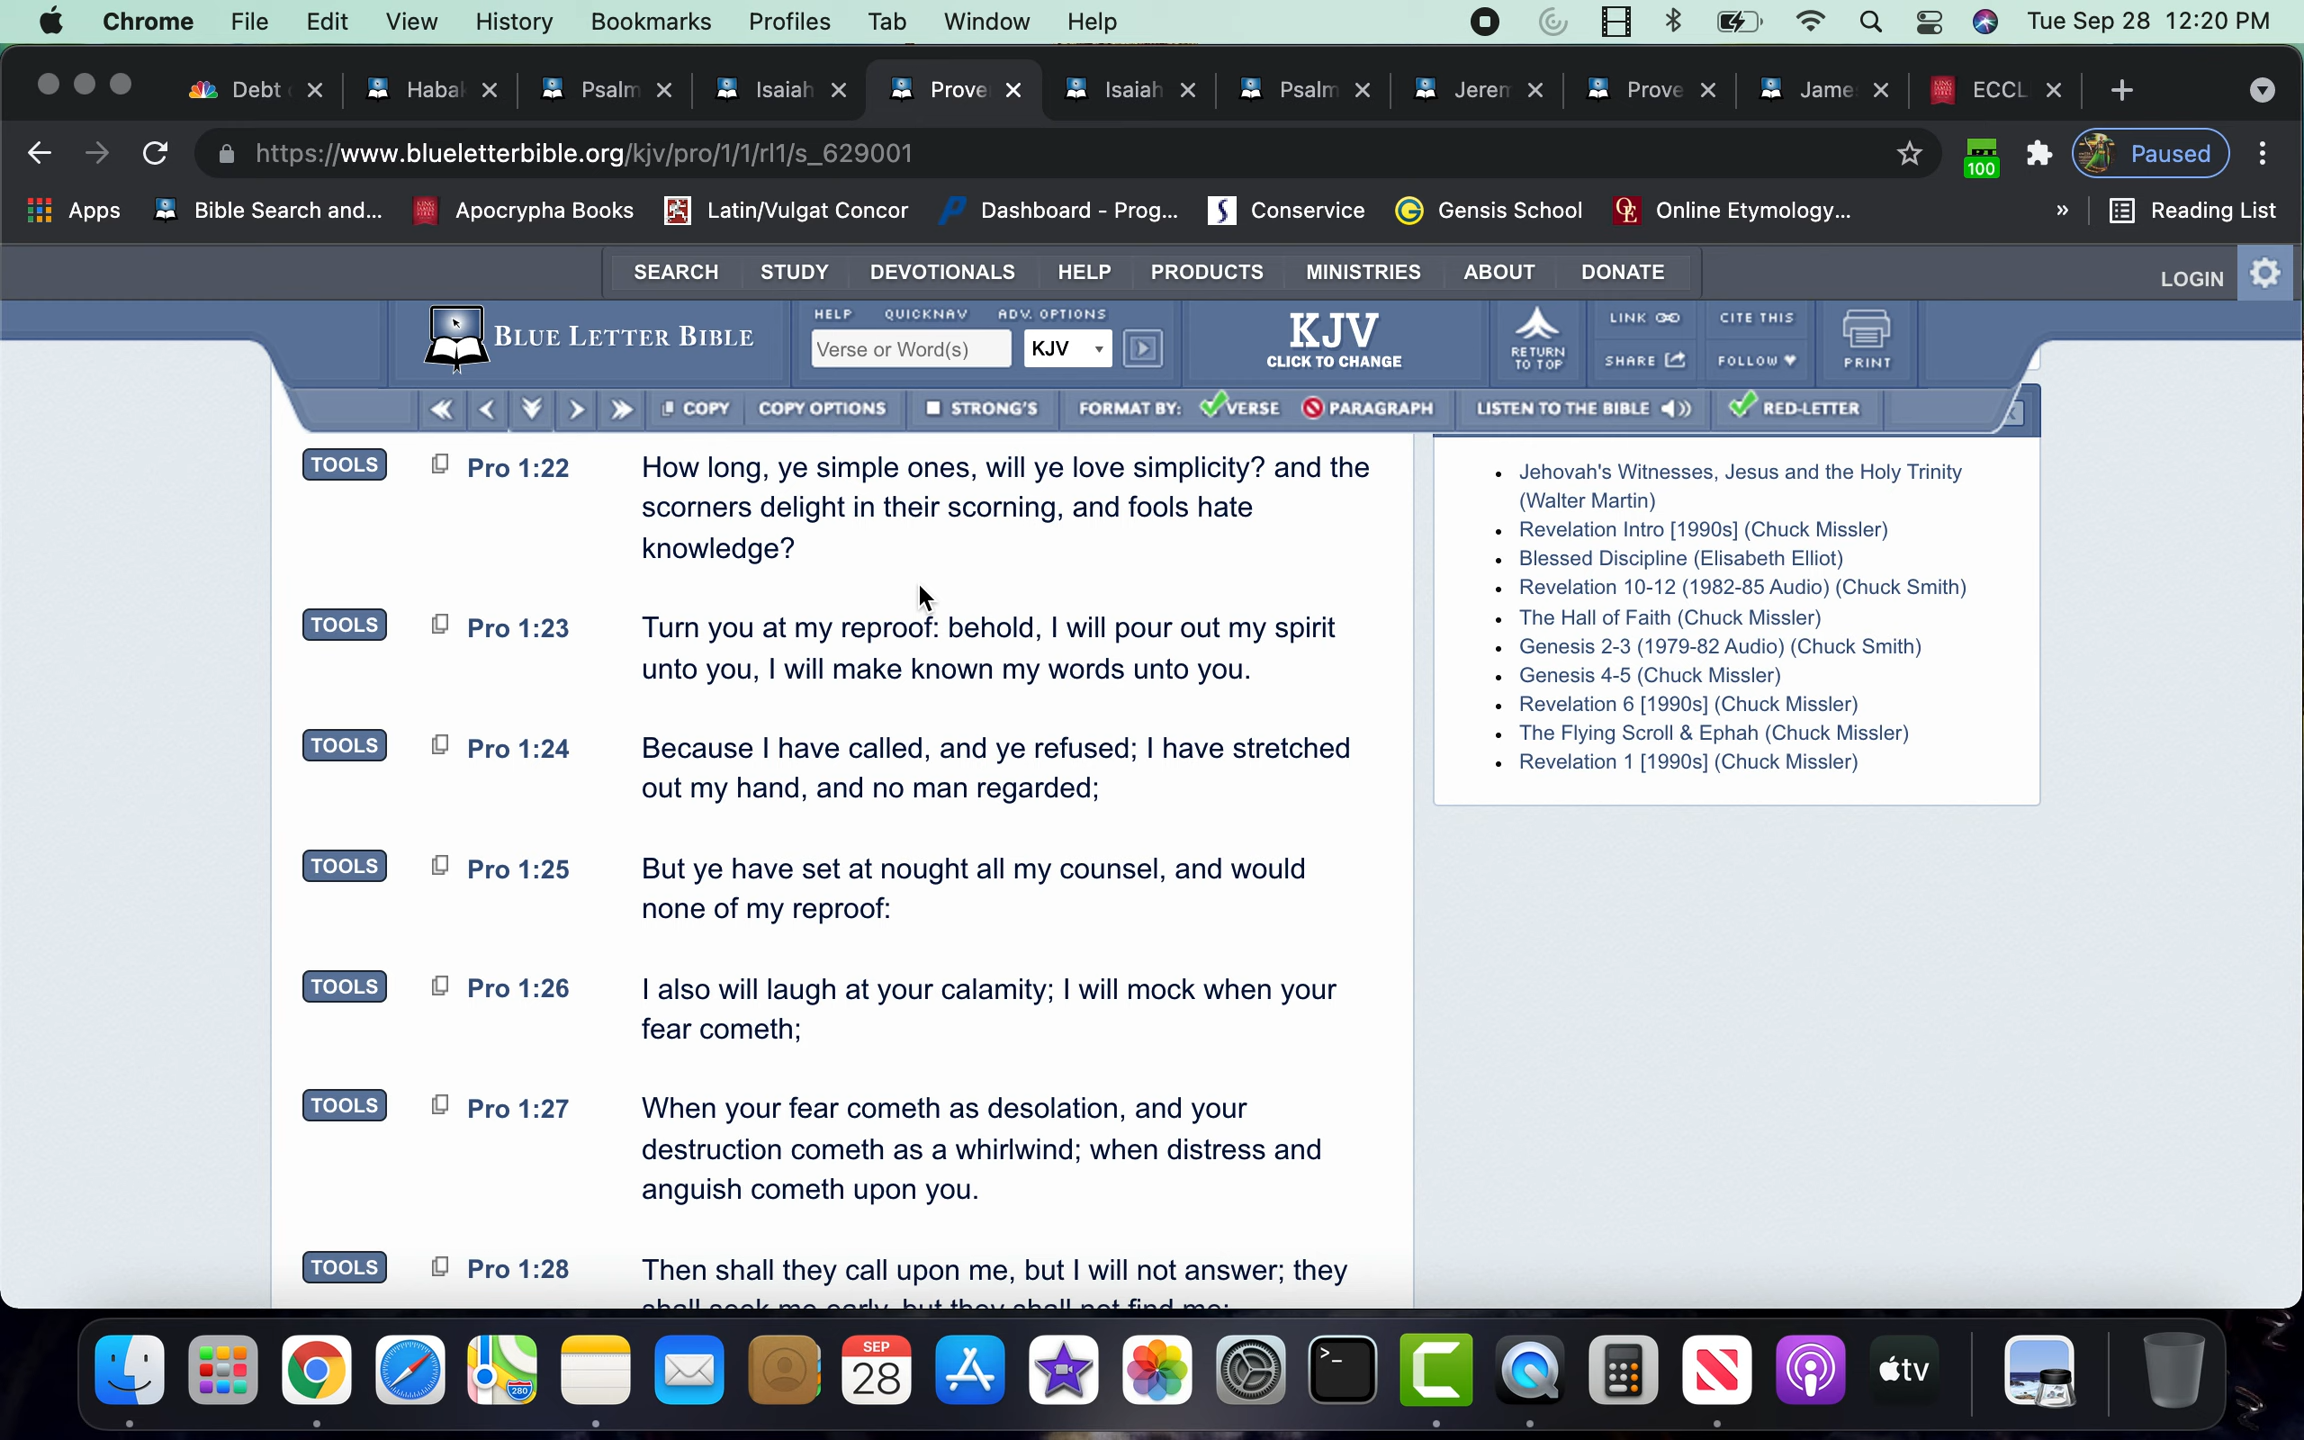 Chrome File Edit View History Bookmarks Profiles Tab Window Help Tue Sep 28 12:20 PM
Debt Habak Psalm Isaiah Prove Isaiah Psalm Jerem Prove Jame ECCL
https://www.blueletterbible.org/kjv/pro/1/1/rl1/s_629001 100 Paused
Apps Bible Search and... Apocrypha Books Latin/Vulgat Concor Dashboard - Prog... Conservice Gensis School Online Etymology... » Reading List
SEARCH STUDY DEVOTIONALS HELP PRODUCTS MINISTRIES ABOUT DONATE LOGIN
HELP QUICKNAV ADV. OPTIONS
BLUE LETTER BIBLE
Verse or Word(s) KJV
KJV
CLICK TO CHANGE
RETURN
TO TOP
LINK CITE THIS
SHARE FOLLOW PRINT
COPY COPY OPTIONS STRONG'S FORMAT BY: VERSE PARAGRAPH LISTEN TO THE BIBLE RED-LETTER
TOOLS Pro 1:22 How long, ye simple ones, will ye love simplicity? and the
scorners delight in their scorning, and fools hate
knowledge?
TOOLS Pro 1:23 Turn you at my reproof: behold, I will pour out my spirit
unto you, I will make known my words unto you.
TOOLS Pro 1:24 Because I have called, and ye refused; I have stretched
out my hand, and no man regarded;
TOOLS Pro 1:25 But ye have set at nought all my counsel, and would
none of my reproof:
TOOLS Pro 1:26 I also will laugh at your calamity; I will mock when your
fear cometh;
TOOLS Pro 1:27 When your fear cometh as desolation, and your
destruction cometh as a whirlwind; when distress and
anguish cometh upon you.
TOOLS Pro 1:28 Then shall they call upon me, but I will not answer; they
shall seek me early, but they shall not find me:
Jehovah's Witnesses, Jesus and the Holy Trinity
(Walter Martin)
Revelation Intro [1990s] (Chuck Missler)
Blessed Discipline (Elisabeth Elliot)
Revelation 10-12 (1982-85 Audio) (Chuck Smith)
The Hall of Faith (Chuck Missler)
Genesis 2-3 (1979-82 Audio) (Chuck Smith)
Genesis 4-5 (Chuck Missler)
Revelation 6 [1990s] (Chuck Missler)
The Flying Scroll & Ephah (Chuck Missler)
Revelation 1 [1990s] (Chuck Missler)
280
SEP
28
tv